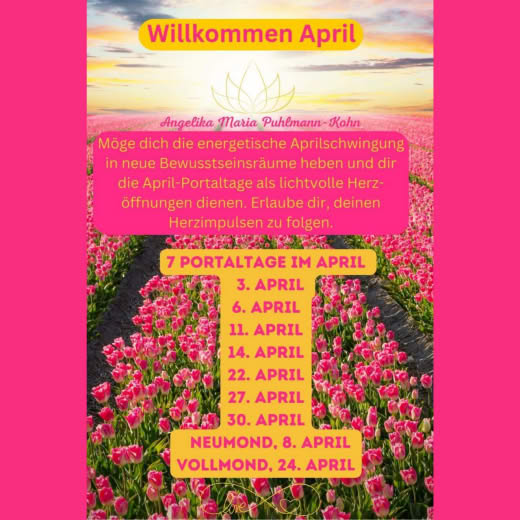 Willkommen April
Angelika Maria Puhlmann-Kohn
Möge dich die energetische Aprilschwingung
in neue Bewusstseinsräume heben und dir
die April-Portaltage als lichtvolle Herz-
öffnungen dienen. Erlaube dir, deinen
Herzimpulsen zu folgen.
7 PORTALTAGE IM APRIL
3. APRIL
6. APRIL
11. APRIL
14. APRIL
22. APRIL
27. APRIL
30. APRIL
NEUMOND, 8. APRIL
VOLLMOND, 24. APRIL